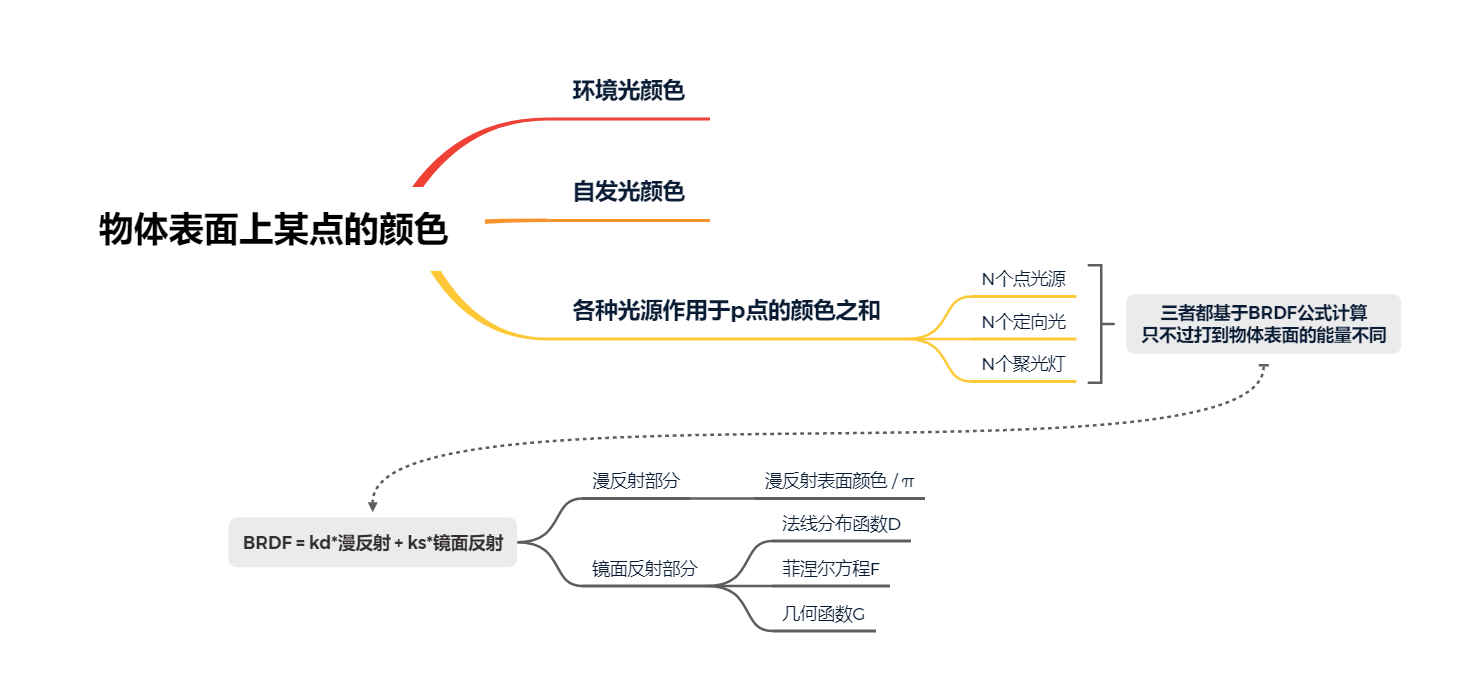 环境光颜色
自发光颜色
物体表面上某点的颜色
各种光源作用于p点的颜色之和
N个点光源
N个定向光
N个聚光灯
三者都基于BRDF公式计算
只不过打到物体表面的能量不同
BRDF = kd*漫反射 + ks*镜面反射
漫反射部分
漫反射表面颜色 / π
镜面反射部分
法线分布函数D
菲涅尔方程F
几何函数G